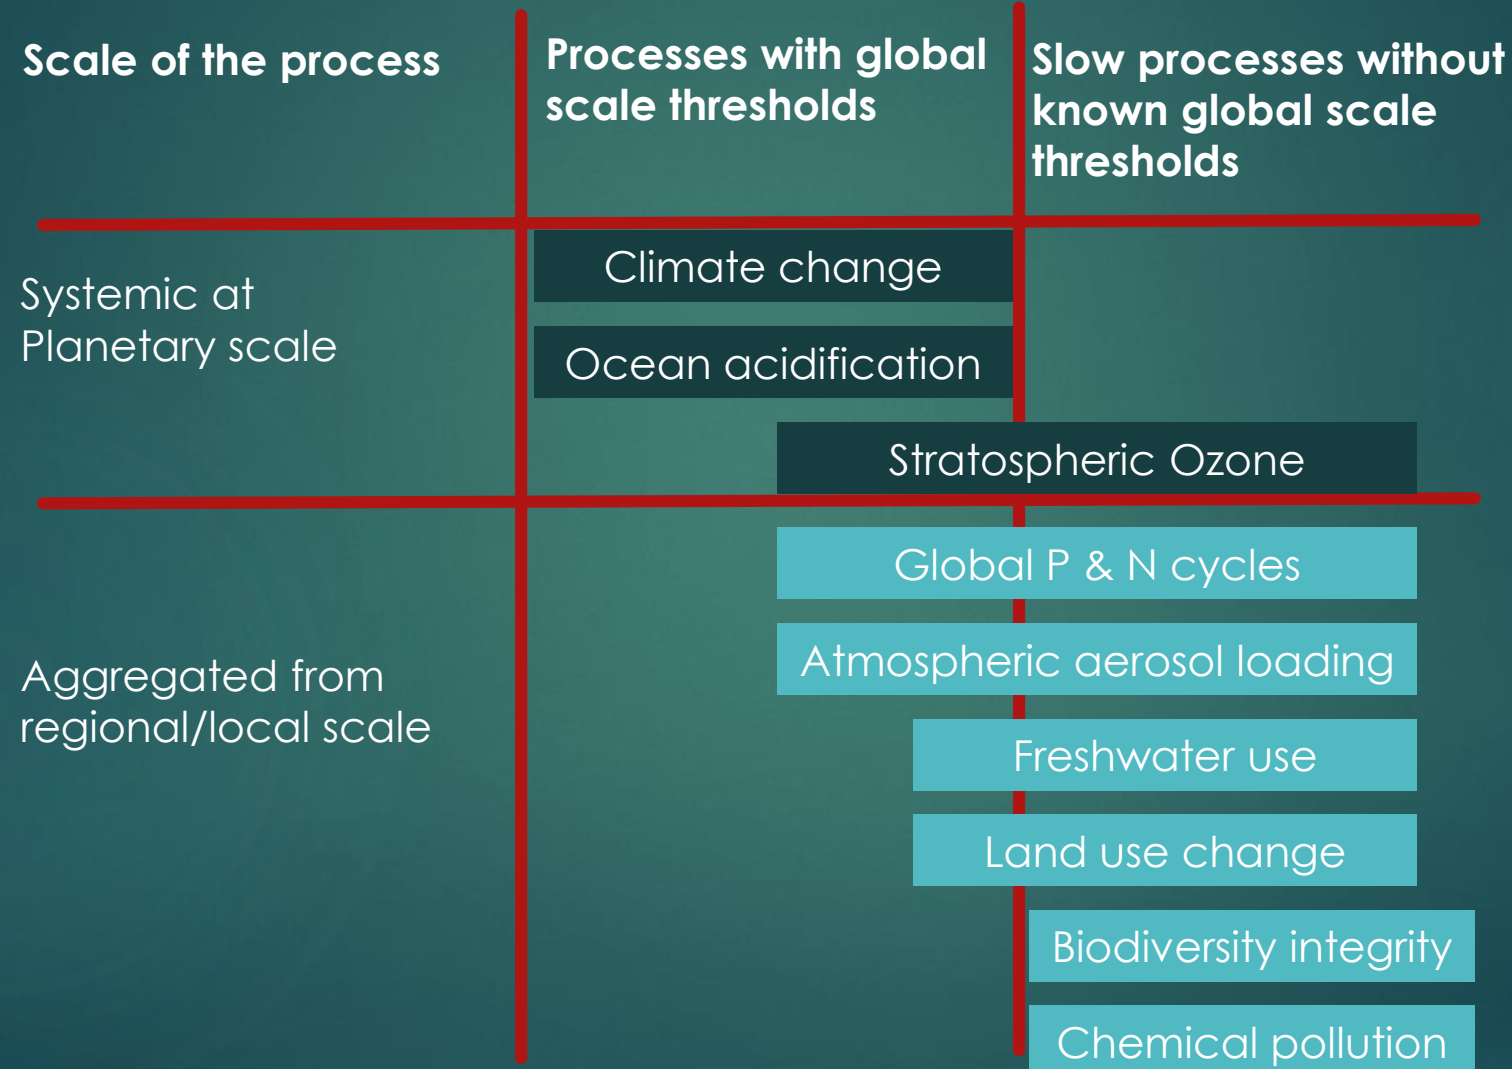 Scale of the process
Processes with global
scale thresholds
Slow processes without
known global scale
thresholds
Systemic at
Planetary scale
Climate change
Ocean acidification
Stratospheric Ozone
Aggregated from
regional/local scale
Global P & N cycles
Atmospheric aerosol loading
Freshwater use
Land use change
Biodiversity integrity
Chemical pollution